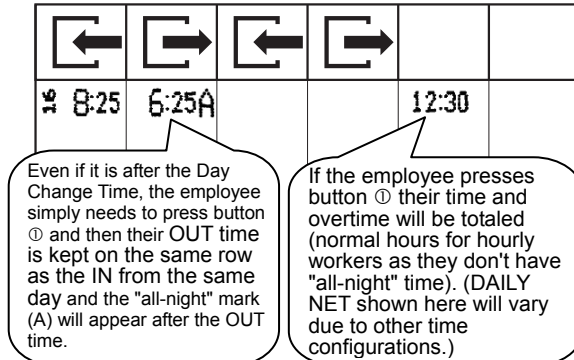 16 8:25 6:25A 12:30
Even if it is after the Day
Change Time, the employee
simply needs to press button
① and then their OUT time
is kept on the same row
as the IN from the same
day and the "all-night" mark
(A) will appear after the OUT
time.
If the employee presses
button ① their time and
overtime will be totaled
(normal hours for hourly
workers as they don't have
"all-night" time). (DAILY
NET shown here will vary
due to other time
configurations.)